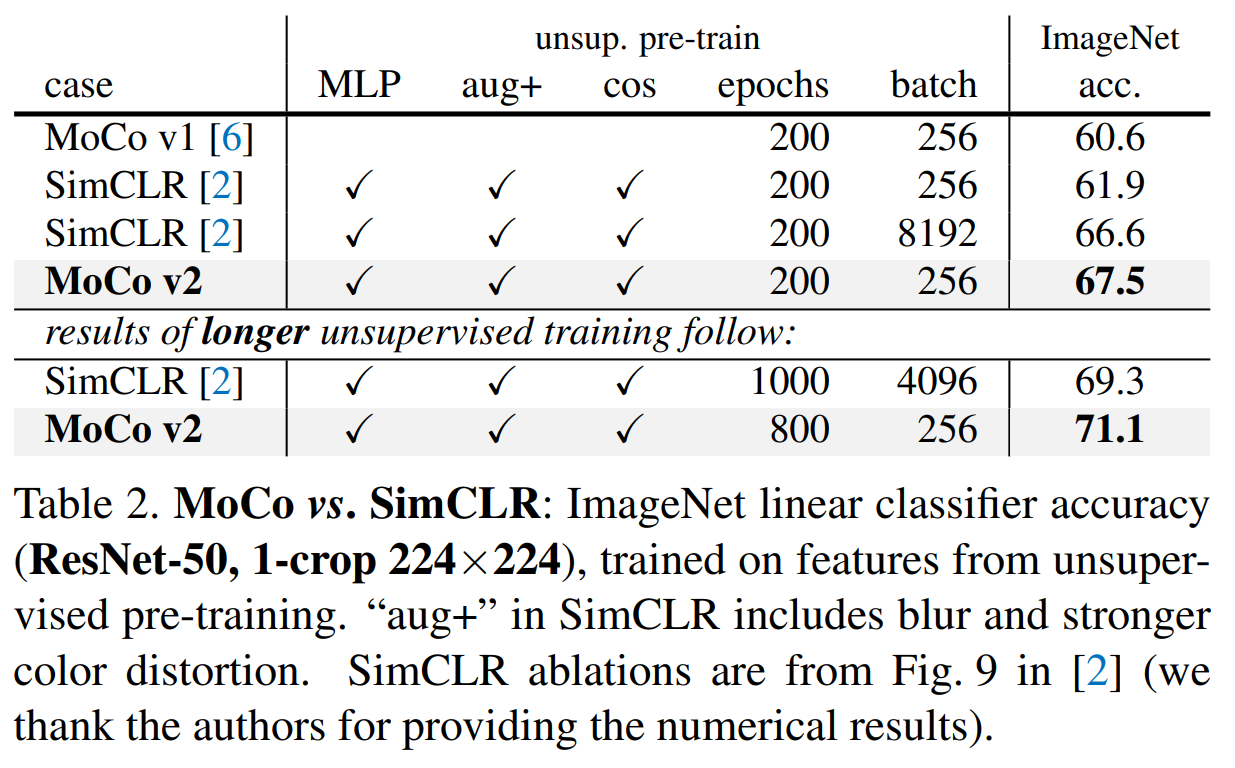 unsup. pre-train ImageNet
case MLP aug+ cos epochs batch acc.
MoCo v1 [6] 200 256 60.6
SimCLR [2] ✓ ✓ ✓ 200 256 61.9
SimCLR [2] ✓ ✓ ✓ 200 8192 66.6
MoCo v2 ✓ ✓ ✓ 200 256 67.5
results of longer unsupervised training follow:
SimCLR [2] ✓ ✓ ✓ 1000 4096 69.3
MoCo v2 ✓ ✓ ✓ 800 256 71.1
Table 2. MoCo vs. SimCLR: ImageNet linear classifier accuracy
(ResNet-50, 1-crop 224×224), trained on features from unsuper-
vised pre-training. “aug+” in SimCLR includes blur and stronger
color distortion. SimCLR ablations are from Fig. 9 in [2] (we
thank the authors for providing the numerical results).